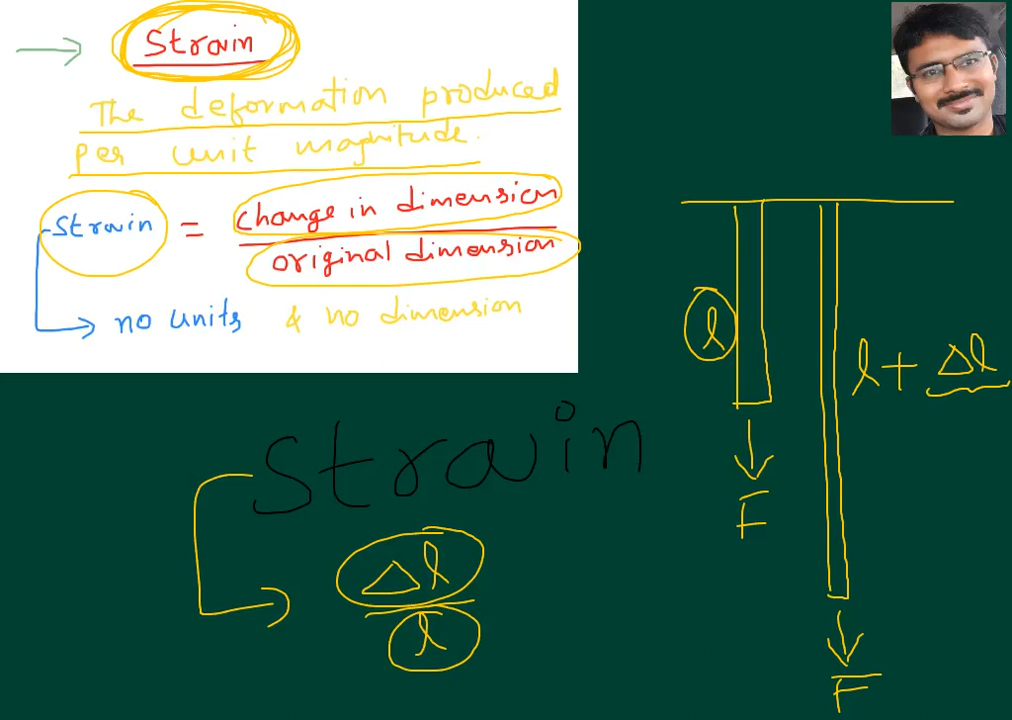 Strain
The deformation produced
per unit magnitude.
Strain = change in dimension
original dimension
no units & no dimension
l
l + Δl
Strain
F
Δl
l
F